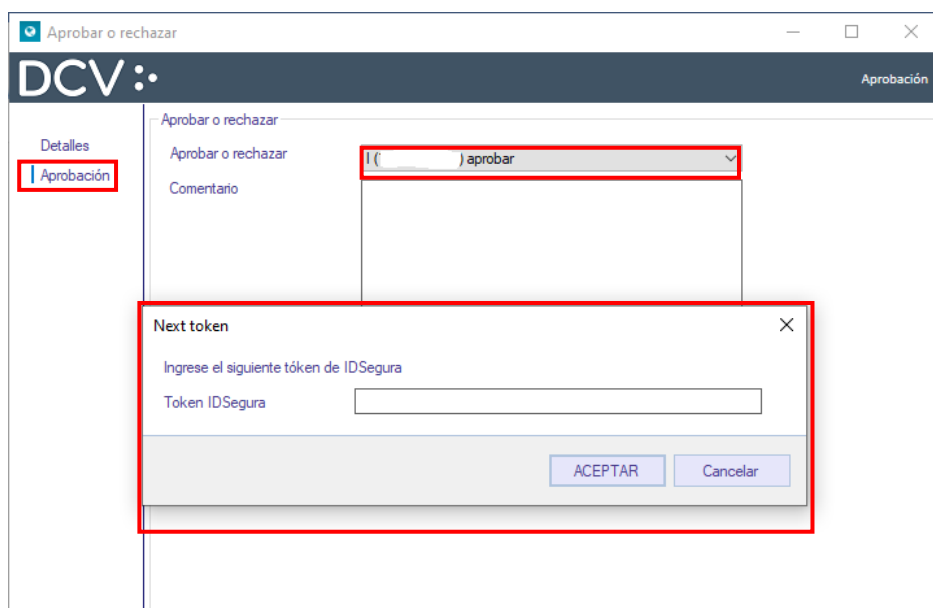 Aprobar o rechazar
DCV
Aprobación
Detalles
Aprobación
Aprobar o rechazar
Aprobar o rechazar
I ( ) aprobar
Comentario
Next token
Ingrese el siguiente tóken de IDSegura
Token IDSegura
ACEPTAR
Cancelar